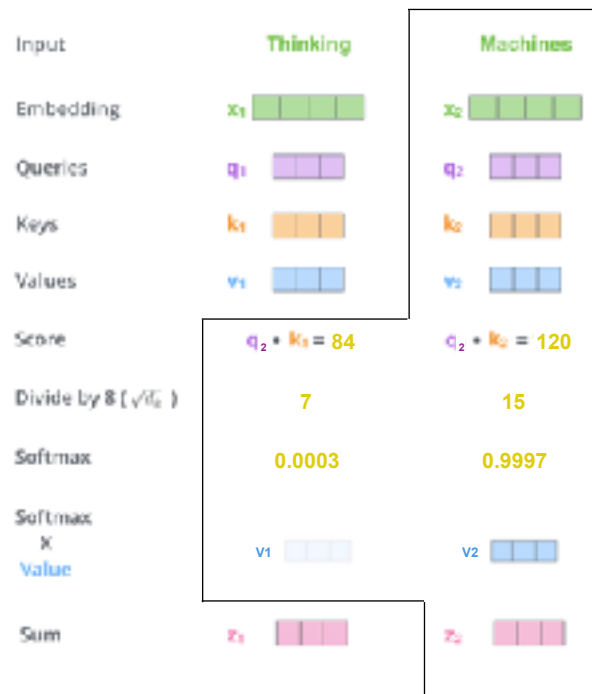 Input Thinking Machines
Embedding x₁ x₂
Queries q₁ q₂
Keys k₁ k₂
Values v₁ v₂
Score q₂ • k₁ = 84 q₂ • k₂ = 120
Divide by 8 ( √dₖ ) 7 15
Softmax 0.0003 0.9997
Softmax
X
Value V1 V2
Sum z₁ z₂